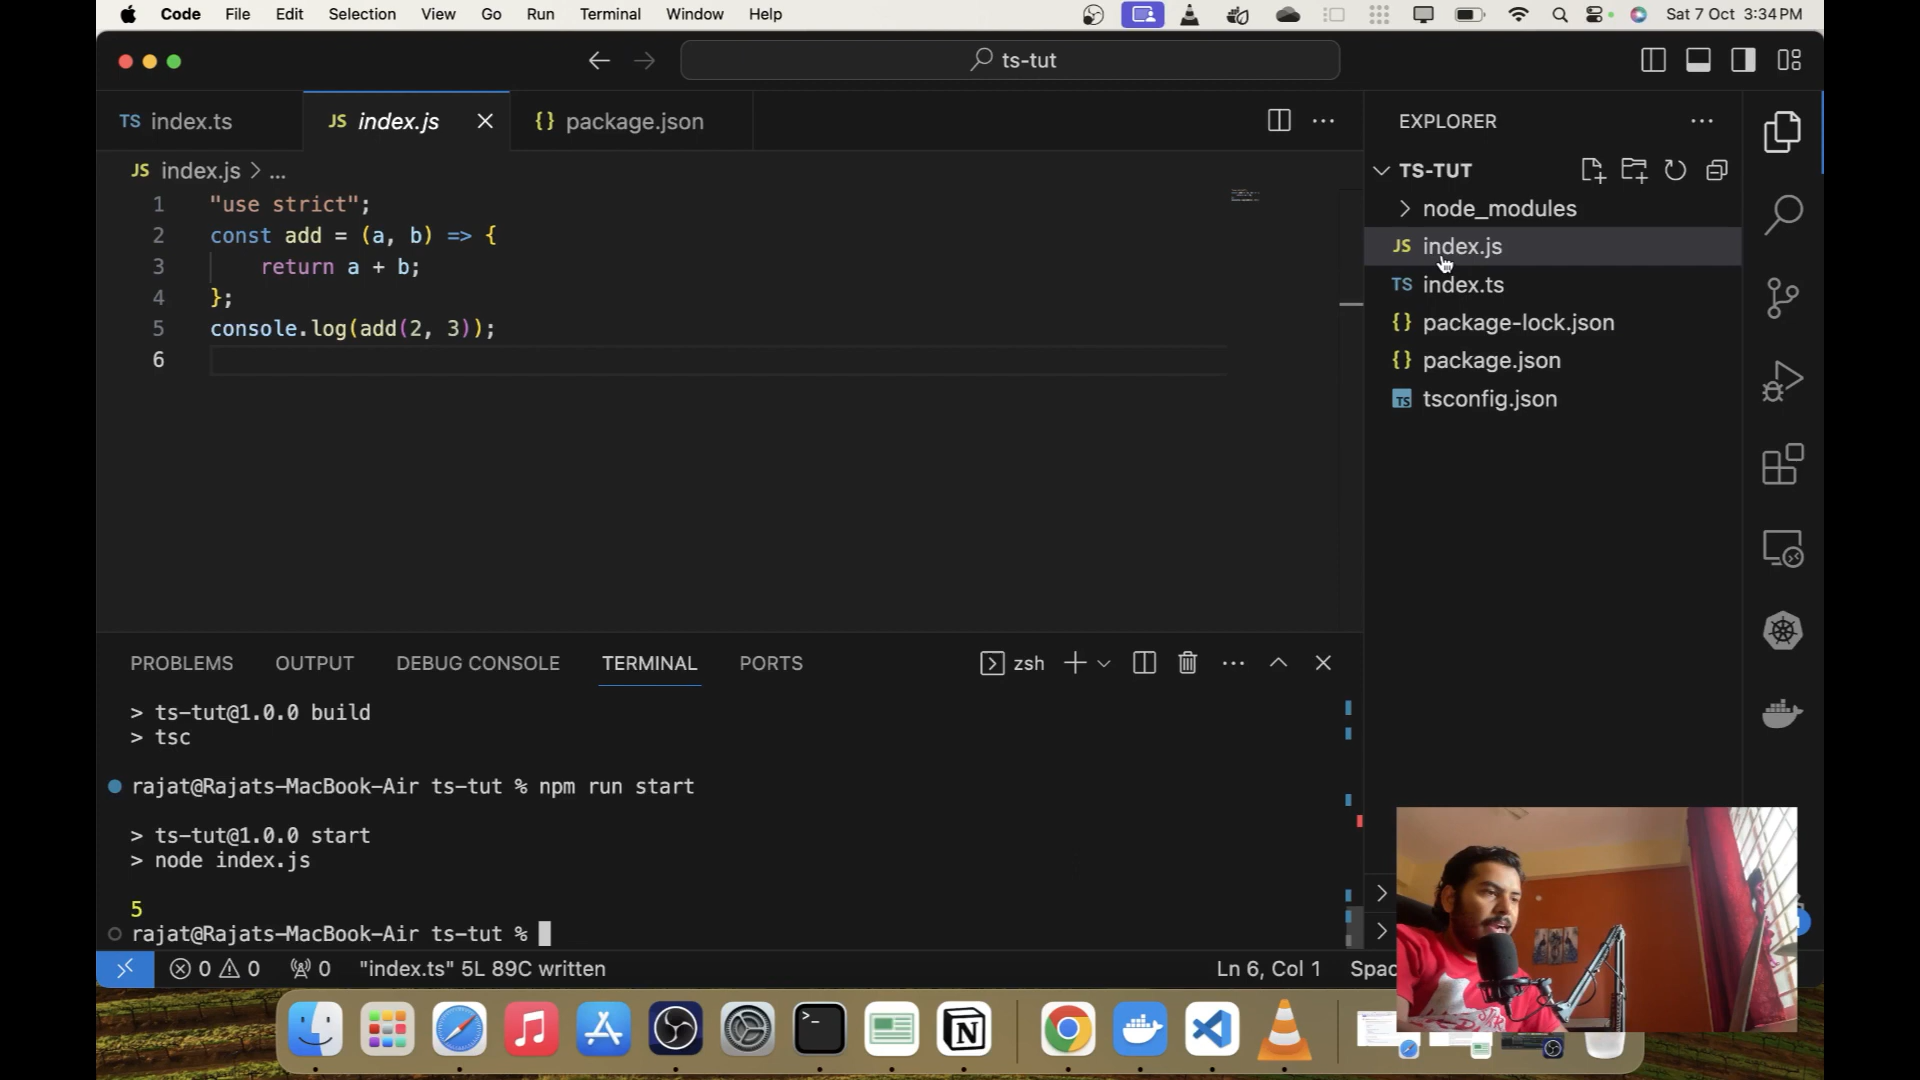 Code File Edit Selection View Go Run Terminal Window Help Sat 7 Oct 3:34 PM
ts-tut
TS index.ts
JS index.js
{} package.json
JS index.js > ...
1 "use strict";
2 const add = (a, b) => {
3 return a + b;
4 };
5 console.log(add(2, 3));
6
EXPLORER
TS-TUT
node_modules
JS index.js
TS index.ts
{} package-lock.json
{} package.json
TS tsconfig.json
PROBLEMS OUTPUT DEBUG CONSOLE TERMINAL PORTS
zsh
> ts-tut@1.0.0 build
> tsc
rajat@Rajats-MacBook-Air ts-tut % npm run start
> ts-tut@1.0.0 start
> node index.js
5
rajat@Rajats-MacBook-Air ts-tut %
0 0 0 "index.ts" 5L 89C written Ln 6, Col 1 Spac